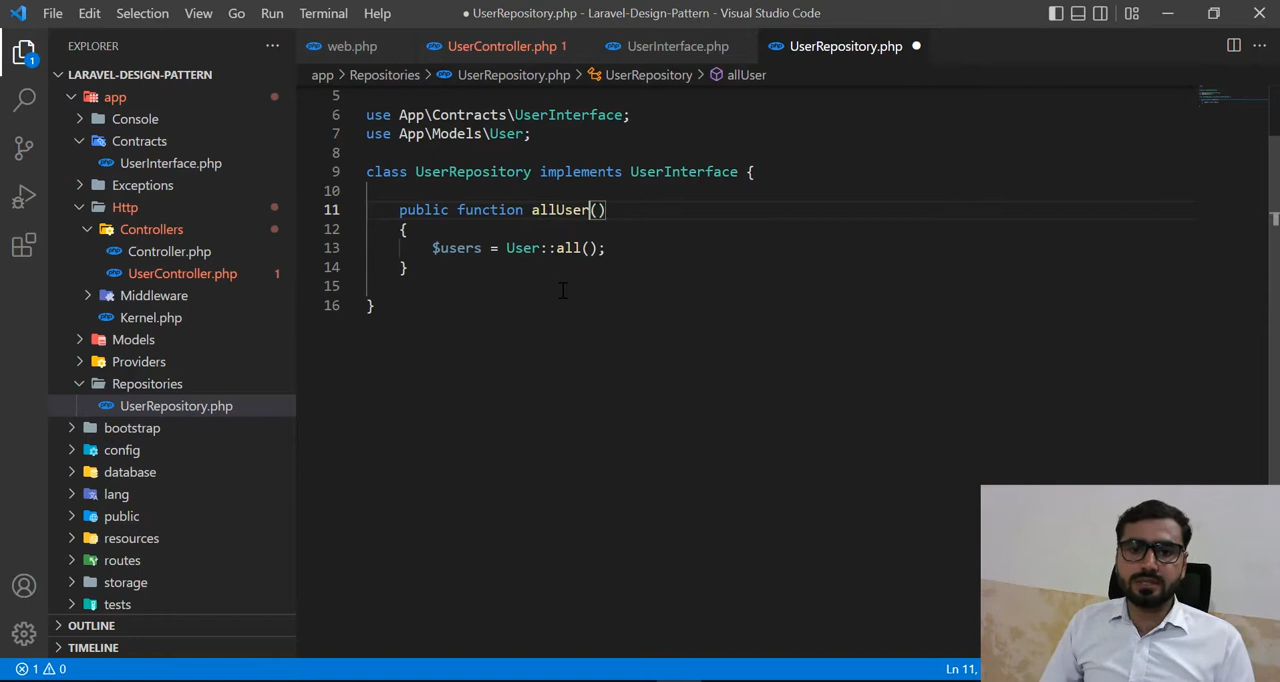 File Edit Selection View Go Run Terminal Help
● UserRepository.php - Laravel-Design-Pattern - Visual Studio Code
EXPLORER
web.php
UserController.php 1
UserInterface.php
UserRepository.php
LARAVEL-DESIGN-PATTERN
app > Repositories > UserRepository.php > UserRepository > allUser
app
Console
Contracts
UserInterface.php
Exceptions
Http
Controllers
Controller.php
UserController.php 1
Middleware
Kernel.php
Models
Providers
Repositories
UserRepository.php
bootstrap
config
database
lang
public
resources
routes
storage
tests
OUTLINE
TIMELINE
1
5
6 use App\Contracts\UserInterface;
7 use App\Models\User;
8
9 class UserRepository implements UserInterface {
10
11 public function allUser()
12 {
13 $users = User::all();
14 }
15
16 }
1 0
Ln 11,